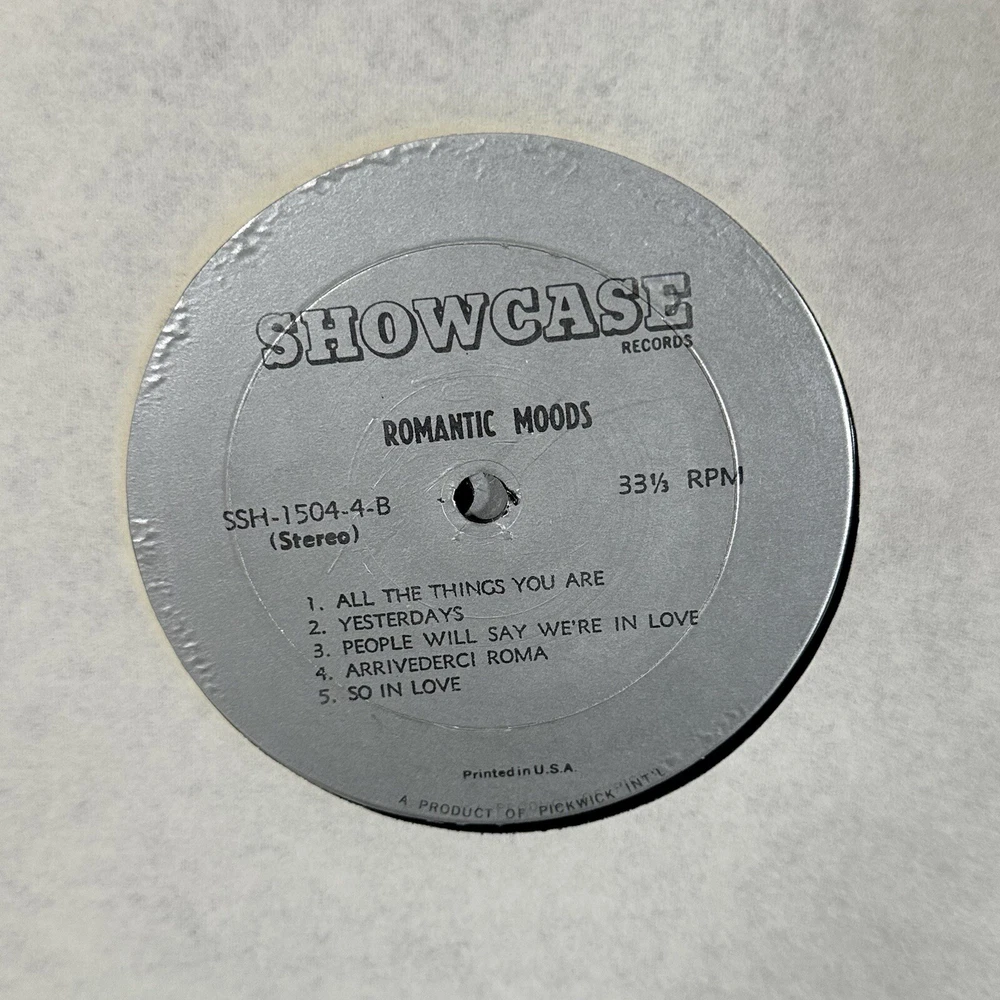 SHOWCASE
RECORDS
ROMANTIC MOODS
SSH-1504-4-B
(Stereo)
33⅓ RPM
1. ALL THE THINGS YOU ARE
2. YESTERDAYS
3. PEOPLE WILL SAY WE'RE IN LOVE
4. ARRIVEDERCI ROMA
5. SO IN LOVE
Printed in U.S.A.
A PRODUCT OF PICKWICK INT'L